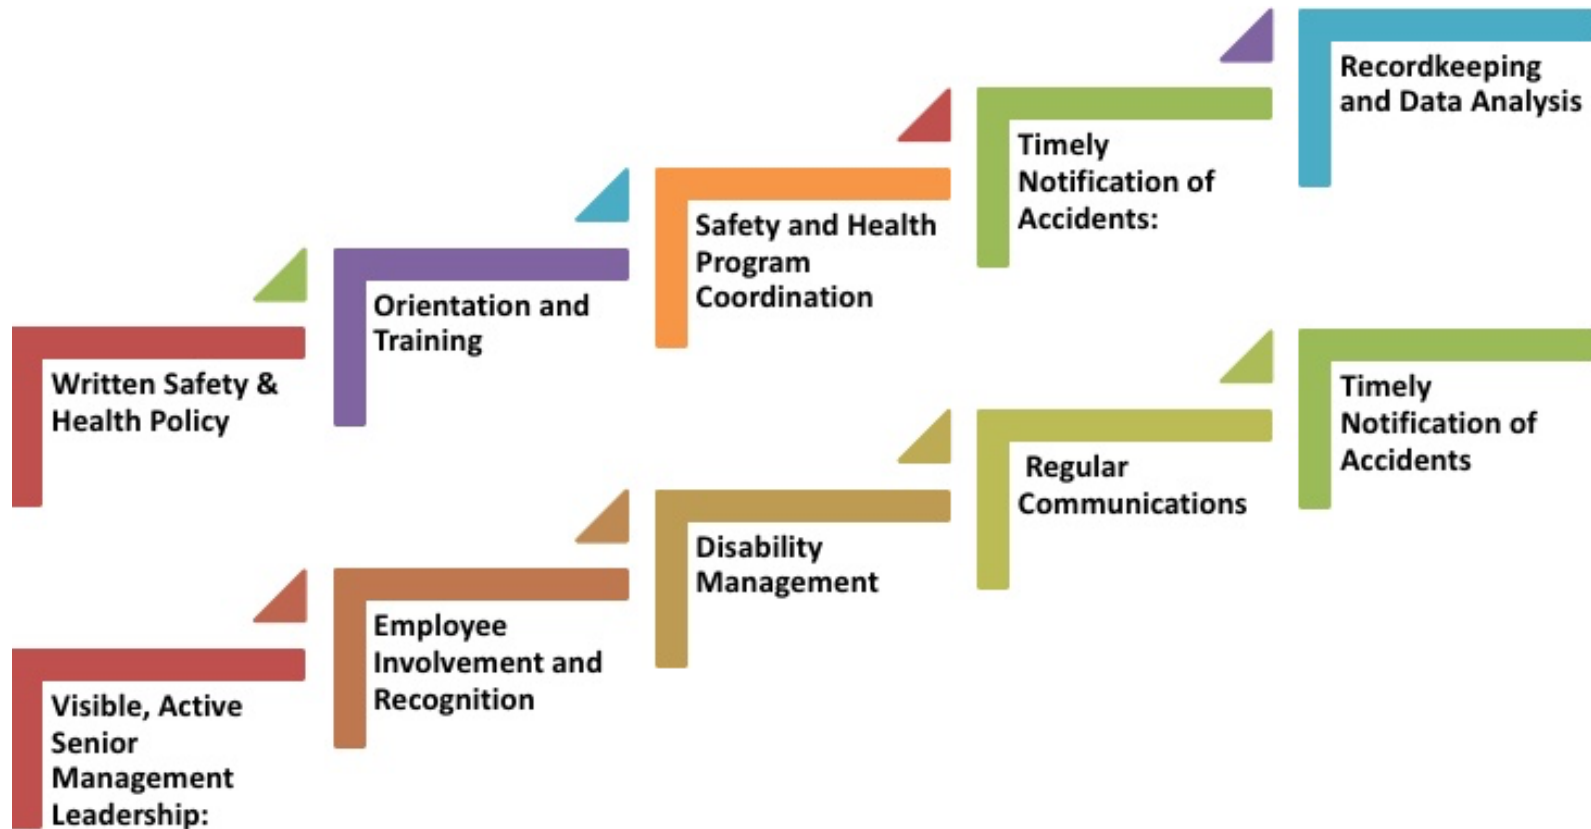 Written Safety &
Health Policy
Orientation and
Training
Safety and Health
Program
Coordination
Timely
Notification of
Accidents:
Recordkeeping
and Data Analysis
Visible, Active
Senior
Management
Leadership:
Employee
Involvement and
Recognition
Disability
Management
Regular
Communications
Timely
Notification of
Accidents